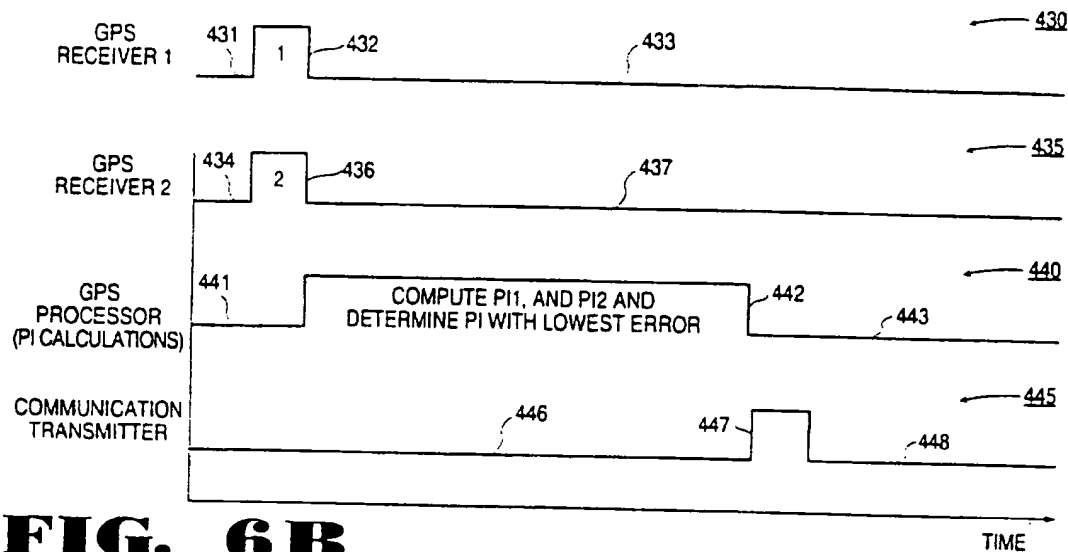 GPS
RECEIVER 1
431
1
432
433
430
GPS
RECEIVER 2
434
2
436
437
435
GPS
PROCESSOR
(PI CALCULATIONS)
441
COMPUTE PI1, AND PI2 AND
DETERMINE PI WITH LOWEST ERROR
442
443
440
COMMUNICATION
TRANSMITTER
446
447
448
445
TIME
FIG. 6B